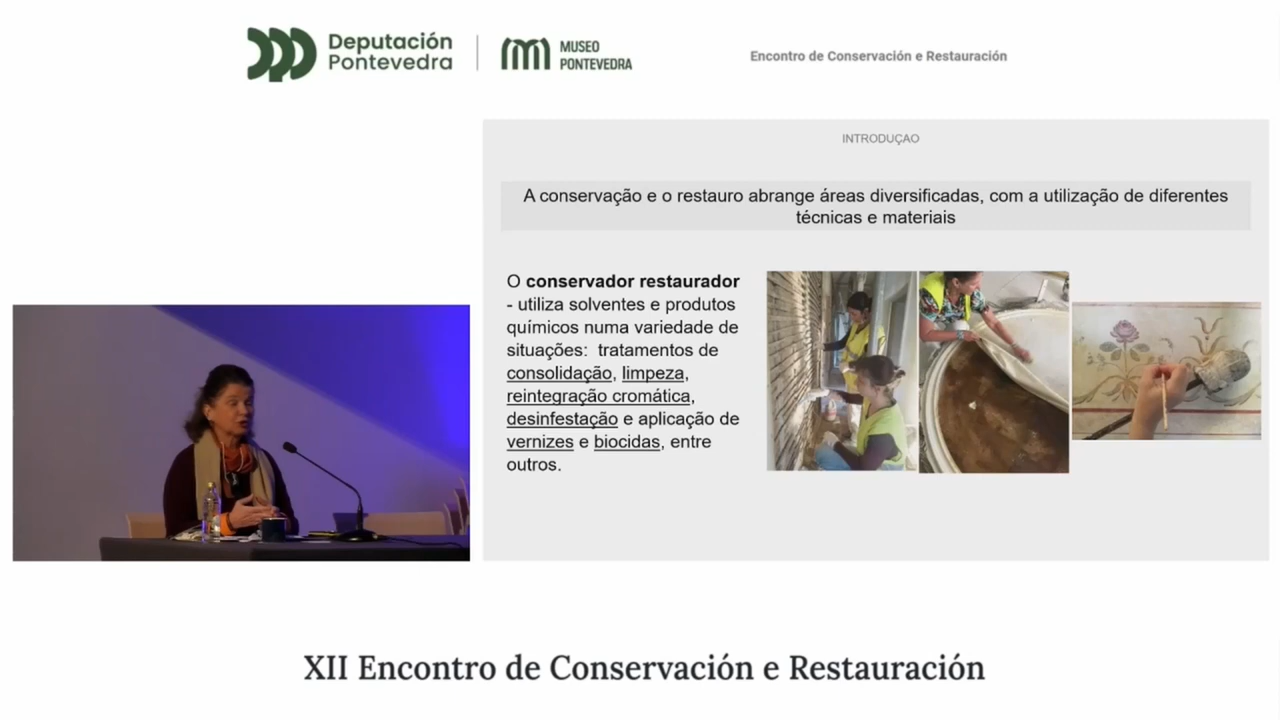 Deputación
Pontevedra
MUSEO
PONTEVEDRA
Encontro de Conservación e Restauración
INTRODUÇAO
A conservação e o restauro abrange áreas diversificadas, com a utilização de diferentes
técnicas e materiais
O conservador restaurador
- utiliza solventes e produtos
químicos numa variedade de
situações: tratamentos de
consolidação, limpeza,
reintegração cromática,
desinfestação e aplicação de
vernizes e biocidas, entre
outros.
XII Encontro de Conservación e Restauración